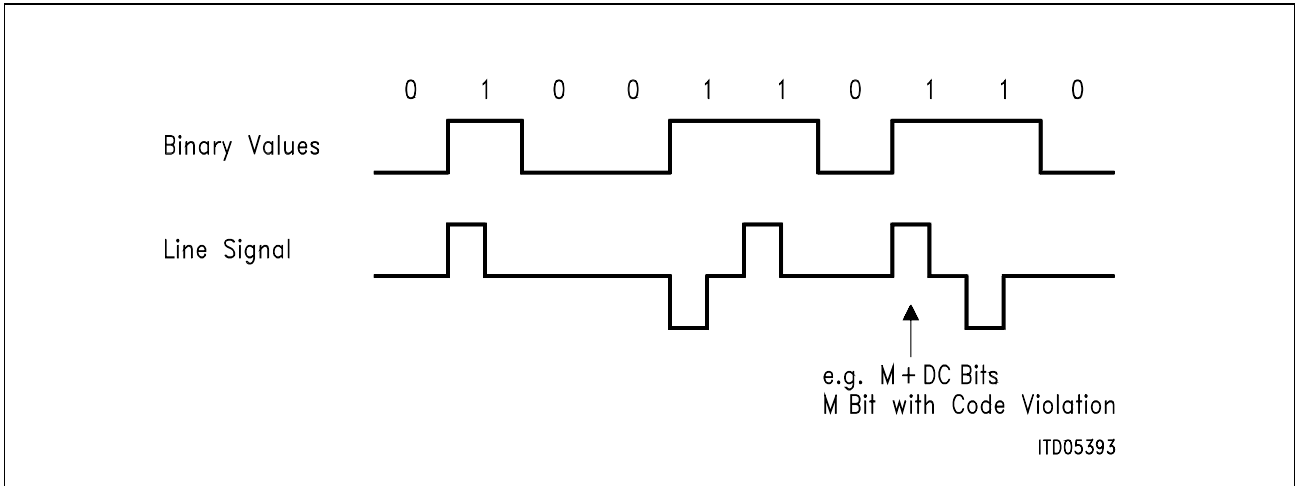 0 1 0 0 1 1 0 1 1 0
Binary Values
Line Signal
e.g. M + DC Bits
M Bit with Code Violation
ITD05393